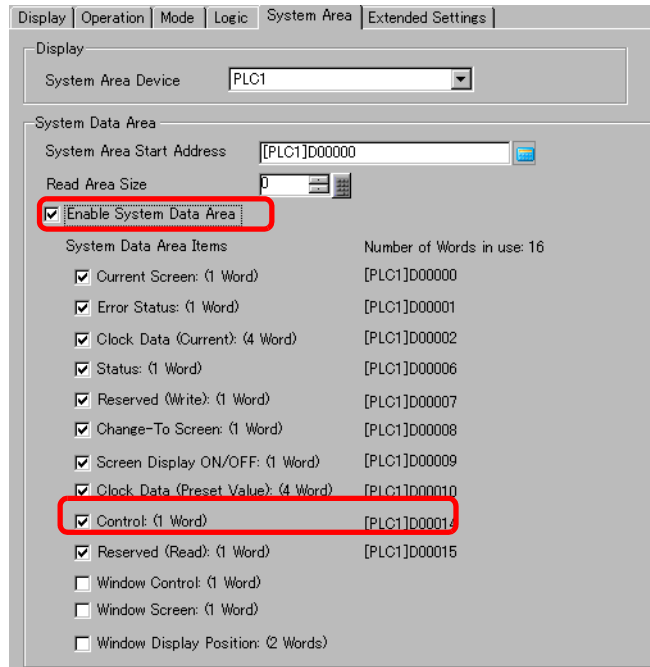 Display Operation Mode Logic System Area Extended Settings
Display
System Area Device PLC1
System Data Area
System Area Start Address [PLC1]D00000
Read Area Size 0
Enable System Data Area
System Data Area Items Number of Words in use: 16
Current Screen: (1 Word) [PLC1]D00000
Error Status: (1 Word) [PLC1]D00001
Clock Data (Current): (4 Word) [PLC1]D00002
Status: (1 Word) [PLC1]D00006
Reserved (Write): (1 Word) [PLC1]D00007
Change-To Screen: (1 Word) [PLC1]D00008
Screen Display ON/OFF: (1 Word) [PLC1]D00009
Clock Data (Preset Value): (4 Word) [PLC1]D00010
Control: (1 Word) [PLC1]D00014
Reserved (Read): (1 Word) [PLC1]D00015
Window Control: (1 Word)
Window Screen: (1 Word)
Window Display Position: (2 Words)